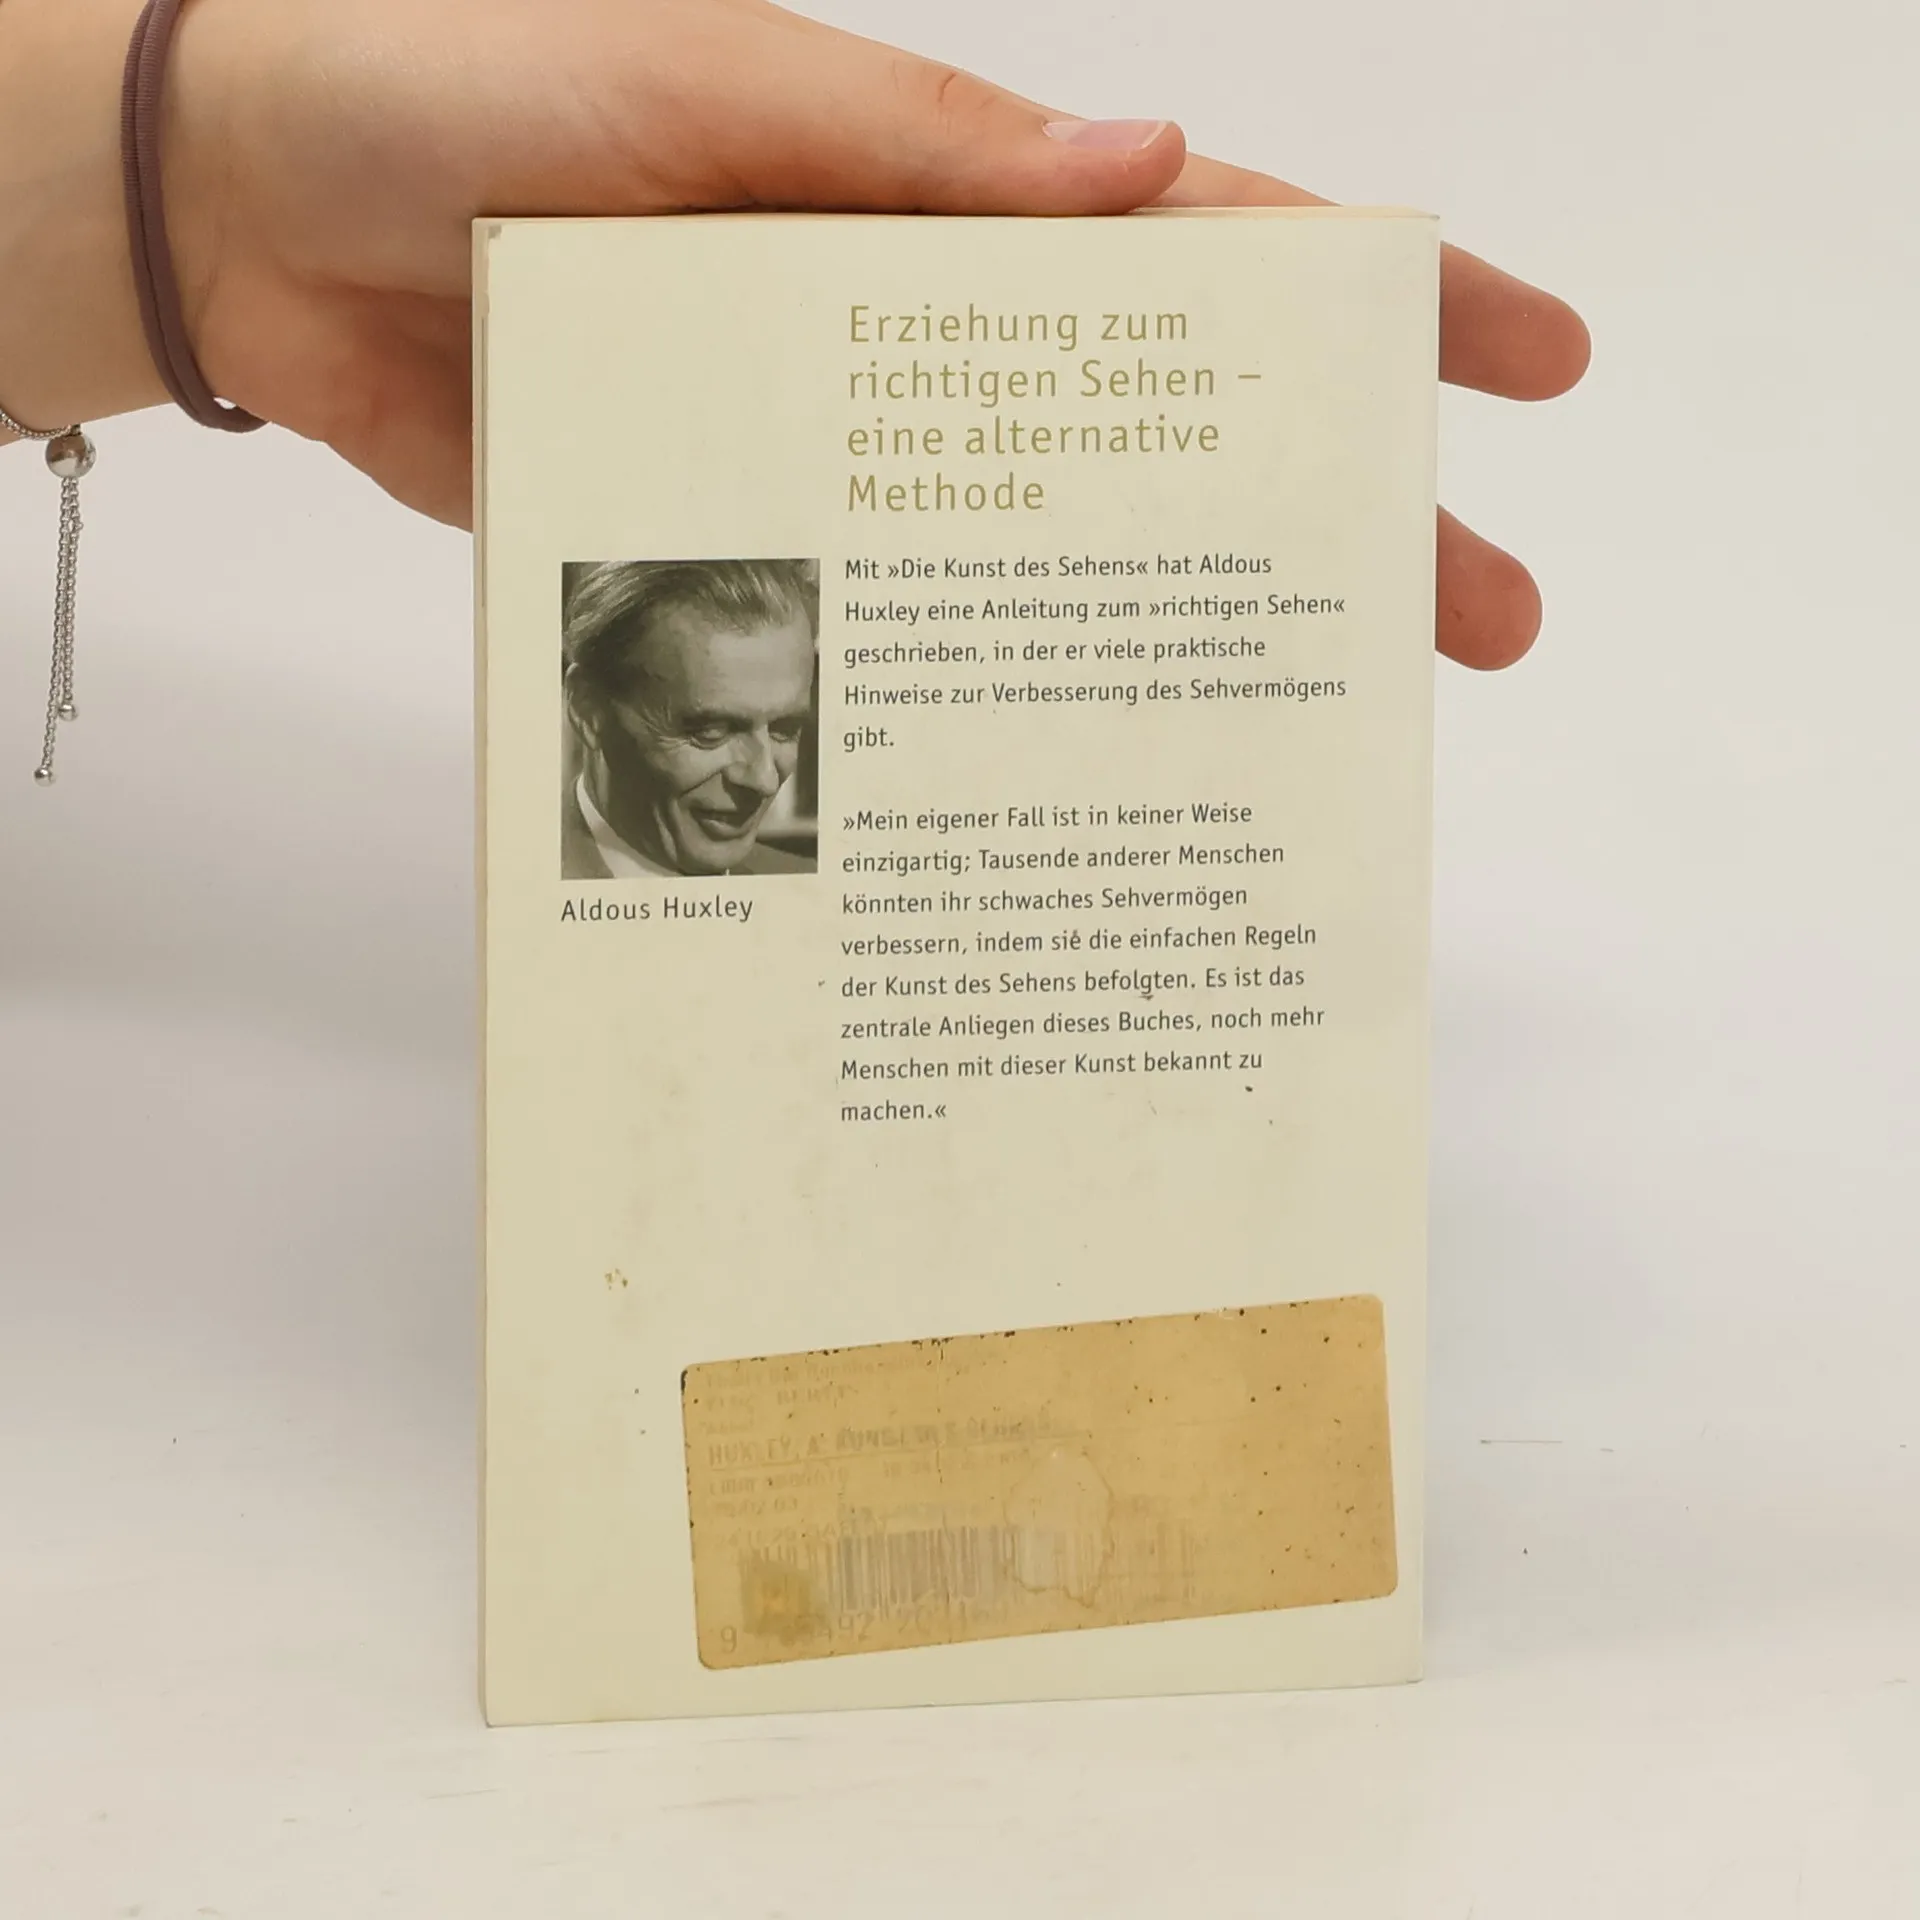 Erziehung zum
richtigen Sehen –
eine alternative
Methode
Mit »Die Kunst des Sehens« hat Aldous
Huxley eine Anleitung zum »richtigen Sehen«
geschrieben, in der er viele praktische
Hinweise zur Verbesserung des Sehvermögens
gibt.
»Mein eigener Fall ist in keiner Weise
einzigartig; Tausende anderer Menschen
könnten ihr schwaches Sehvermögen
verbessern, indem sie die einfachen Regeln
der Kunst des Sehens befolgten. Es ist das
zentrale Anliegen dieses Buches, noch mehr
Menschen mit dieser Kunst bekannt zu
machen.«
Aldous Huxley
HUXLEY, A.
9